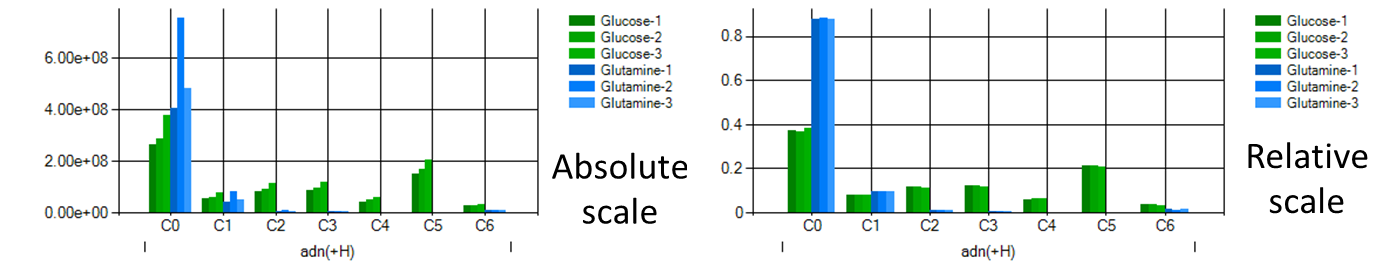 6.00e+08
4.00e+08
2.00e+08
0.00e+00
C0 C1 C2 C3 C4 C5 C6
adn(+H)
Glucose-1
Glucose-2
Glucose-3
Glutamine-1
Glutamine-2
Glutamine-3
Absolute
scale
0.8
0.6
0.4
0.2
0
C0 C1 C2 C3 C4 C5 C6
adn(+H)
Glucose-1
Glucose-2
Glucose-3
Glutamine-1
Glutamine-2
Glutamine-3
Relative
scale